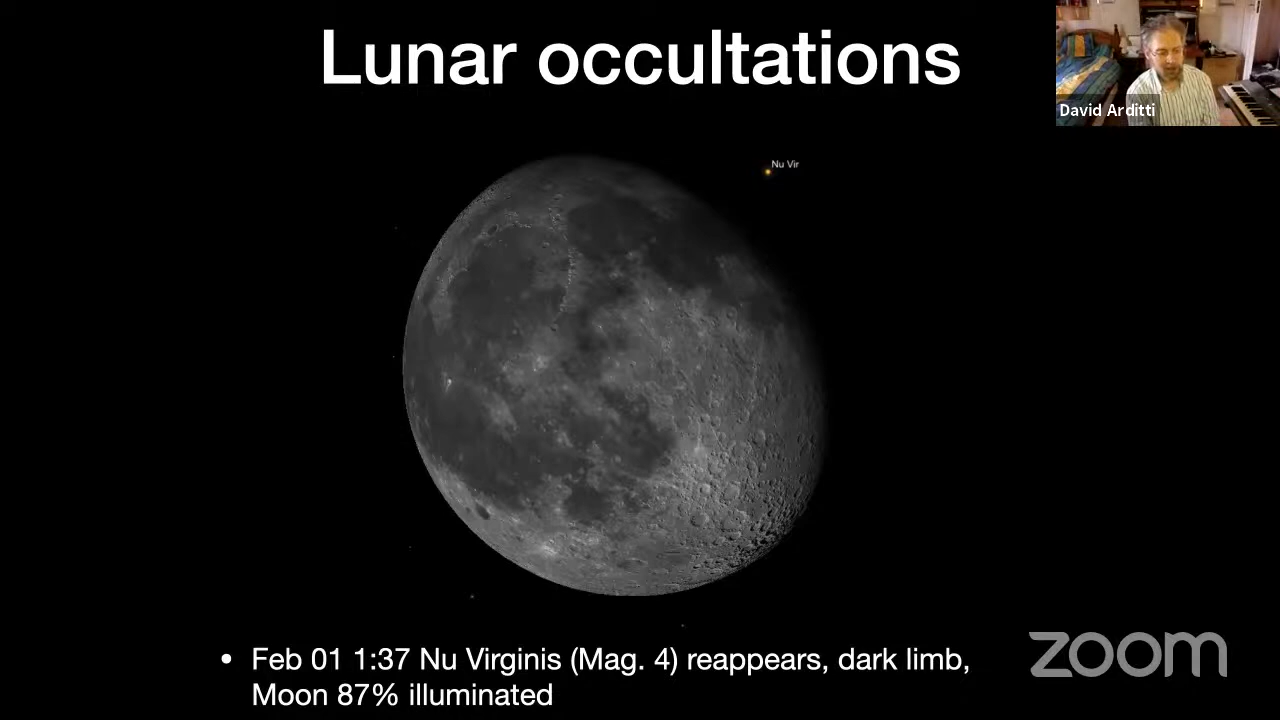 Lunar occultations
David Arditti
Nu Vir
• Feb 01 1:37 Nu Virginis (Mag. 4) reappears, dark limb,
Moon 87% illuminated
zoom